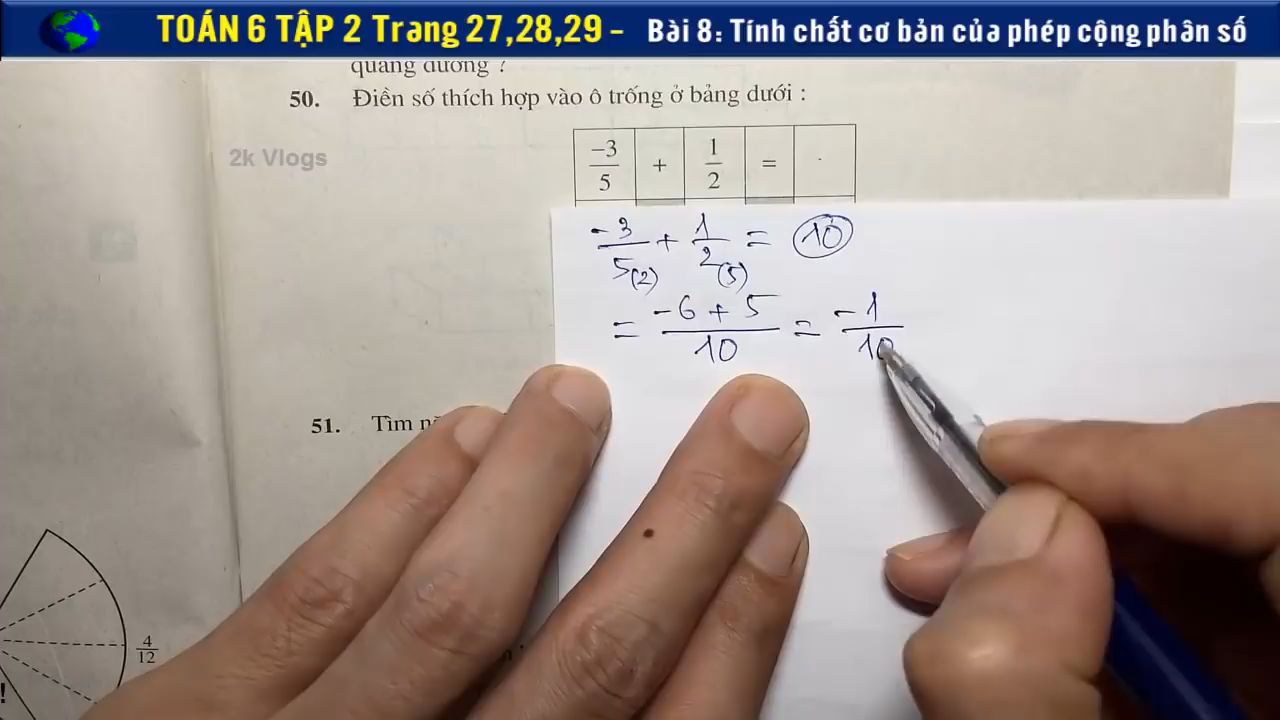 TOÁN 6 TẬP 2 Trang 27,28,29 - Bài 8: Tính chất cơ bản của phép cộng phân số
quãng đường ?
50. Điền số thích hợp vào ô trống ở bảng dưới :
2k Vlogs
-3/5 + 1/2 =
-3/5(2) + 1/2(5) = 10
= -6 + 5/10 = -1/10
51. Tìm
4/12
!